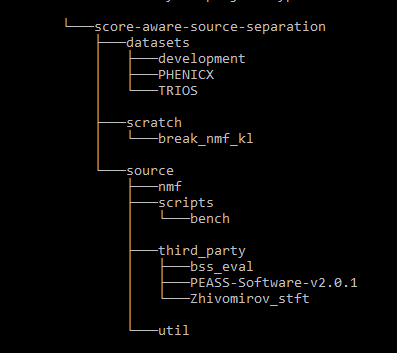 └───score-aware-source-separation
    ├───datasets
    │   ├───development
    │   ├───PHENICX
    │   └───TRIOS
    │
    ├───scratch
    │   └───break_nmf_kl
    │
    └───source
        ├───nmf
        ├───scripts
        │   └───bench
        │
        ├───third_party
        │   ├───bss_eval
        │   ├───PEASS-Software-v2.0.1
        │   └───Zhivomirov_stft
        │
        └───util